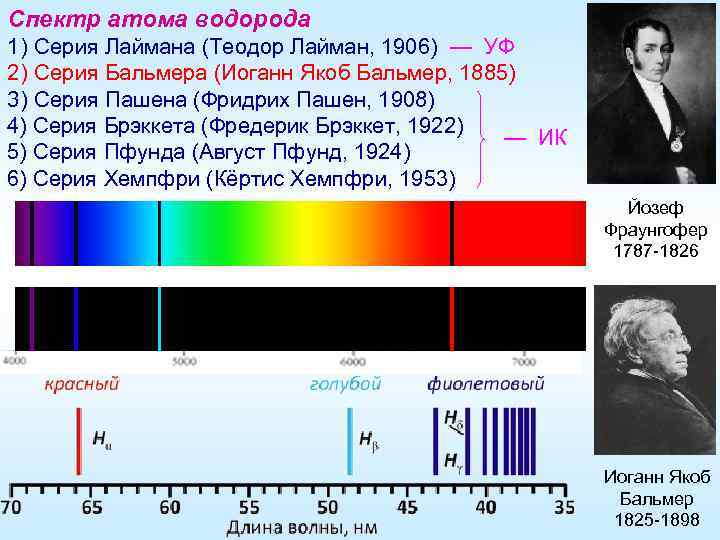 Спектр атома водорода
1) Серия Лаймана (Теодор Лайман, 1906) — УФ
2) Серия Бальмера (Иоганн Якоб Бальмер, 1885)
3) Серия Пашена (Фридрих Пашен, 1908)
4) Серия Брэккета (Фредерик Брэккет, 1922)
— ИК
5) Серия Пфунда (Август Пфунд, 1924)
6) Серия Хемпфри (Кёртис Хемпфри, 1953)
Йозеф
Фраунгофер
1787-1826
4000 5000 6000 7000
красный голубой фиолетовый
Hα Hβ Hδ
Hγ
70 65 60 55 50 45 40 35
Длина волны, нм
Иоганн Якоб
Бальмер
1825-1898